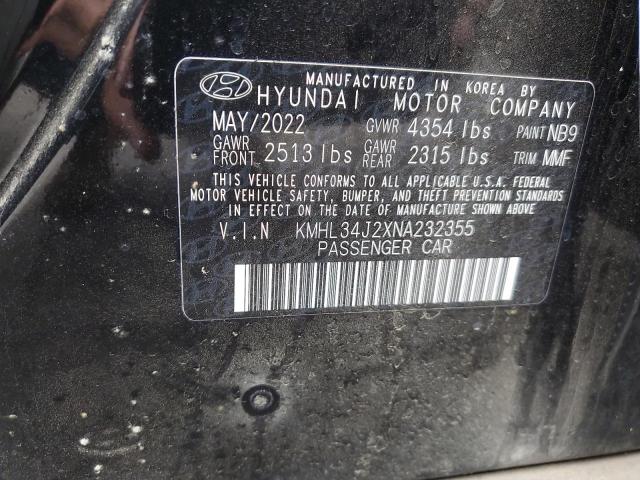 MANUFACTURED IN KOREA BY
HYUNDAI MOTOR COMPANY
MAY/2022 GVWR 4354 lbs PAINT NB9
GAWR FRONT 2513 lbs GAWR REAR 2315 lbs TRIM MMF
THIS VEHICLE CONFORMS TO ALL APPLICABLE U.S.A. FEDERAL
MOTOR VEHICLE SAFETY, BUMPER, AND THEFT PREVENTION STANDARDS
IN EFFECT ON THE DATE OF MANUFACTURE SHOWN ABOVE.
V.I.N KMHL34J2XNA232355
PASSENGER CAR